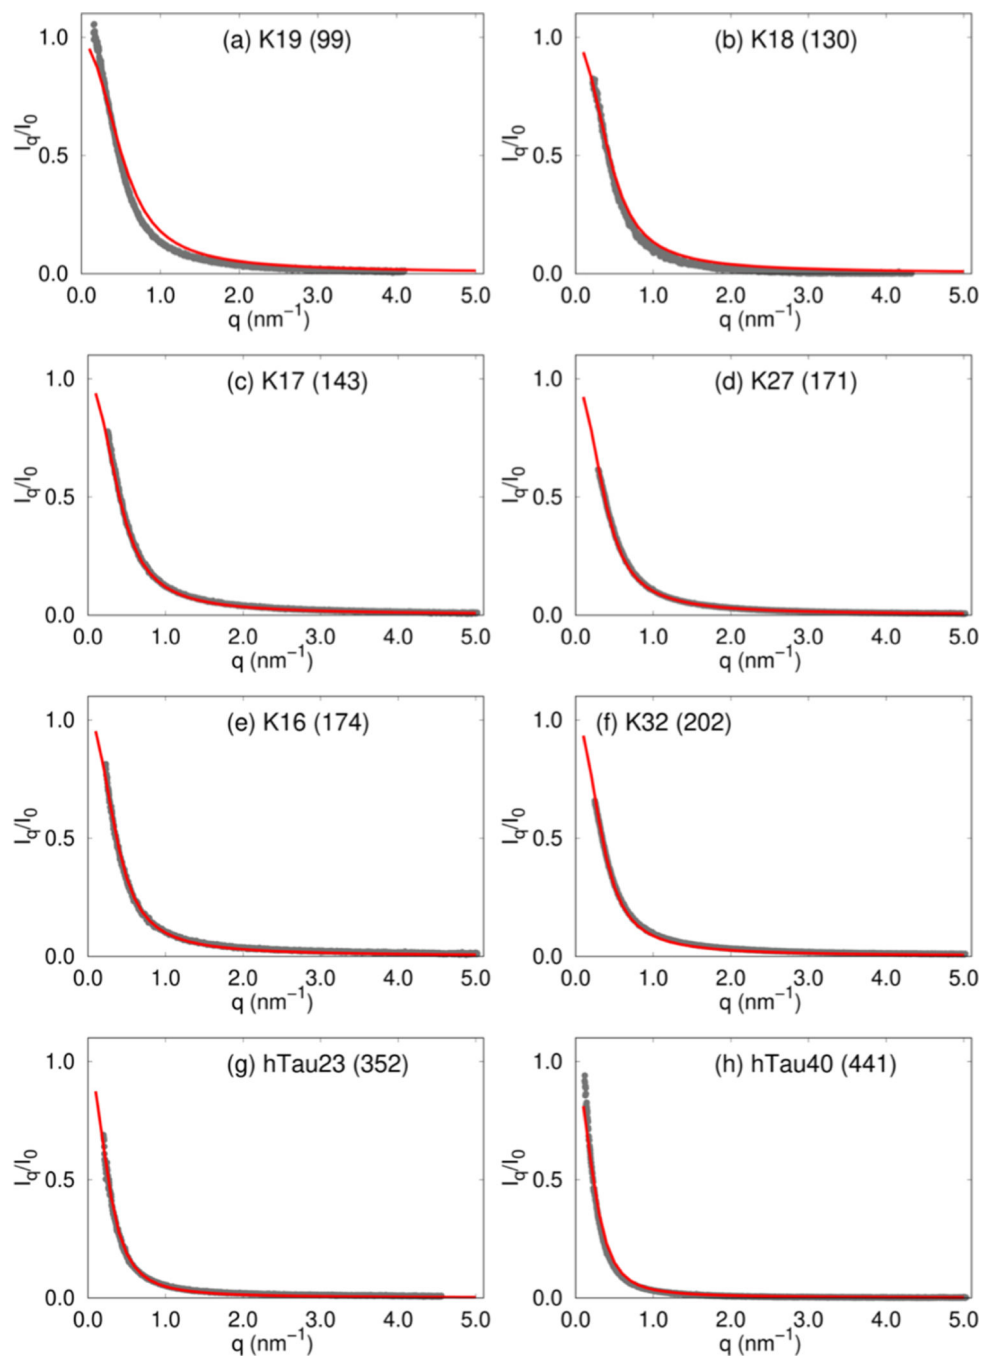 (a) K19 (99)
I_q/I_0
1.0
0.5
0.0
0.0 1.0 2.0 3.0 4.0 5.0
q (nm⁻¹)
(b) K18 (130)
I_q/I_0
1.0
0.5
0.0
0.0 1.0 2.0 3.0 4.0 5.0
q (nm⁻¹)
(c) K17 (143)
I_q/I_0
1.0
0.5
0.0
0.0 1.0 2.0 3.0 4.0 5.0
q (nm⁻¹)
(d) K27 (171)
I_q/I_0
1.0
0.5
0.0
0.0 1.0 2.0 3.0 4.0 5.0
q (nm⁻¹)
(e) K16 (174)
I_q/I_0
1.0
0.5
0.0
0.0 1.0 2.0 3.0 4.0 5.0
q (nm⁻¹)
(f) K32 (202)
I_q/I_0
1.0
0.5
0.0
0.0 1.0 2.0 3.0 4.0 5.0
q (nm⁻¹)
(g) hTau23 (352)
I_q/I_0
1.0
0.5
0.0
0.0 1.0 2.0 3.0 4.0 5.0
q (nm⁻¹)
(h) hTau40 (441)
I_q/I_0
1.0
0.5
0.0
0.0 1.0 2.0 3.0 4.0 5.0
q (nm⁻¹)